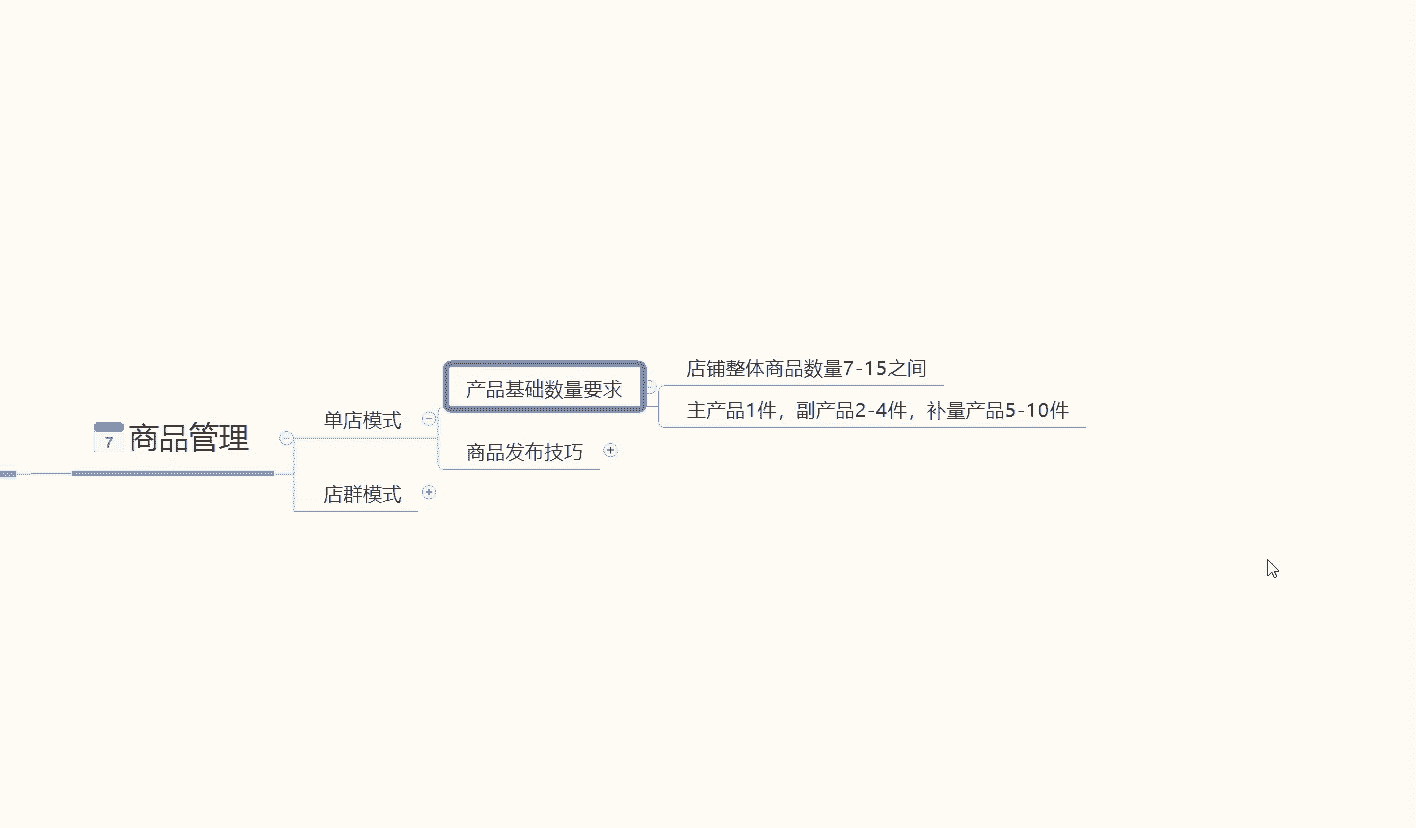 7
商品管理
单店模式
产品基础数量要求
店铺整体商品数量7-15之间
主产品1件，副产品2-4件，补量产品5-10件
商品发布技巧
店群模式